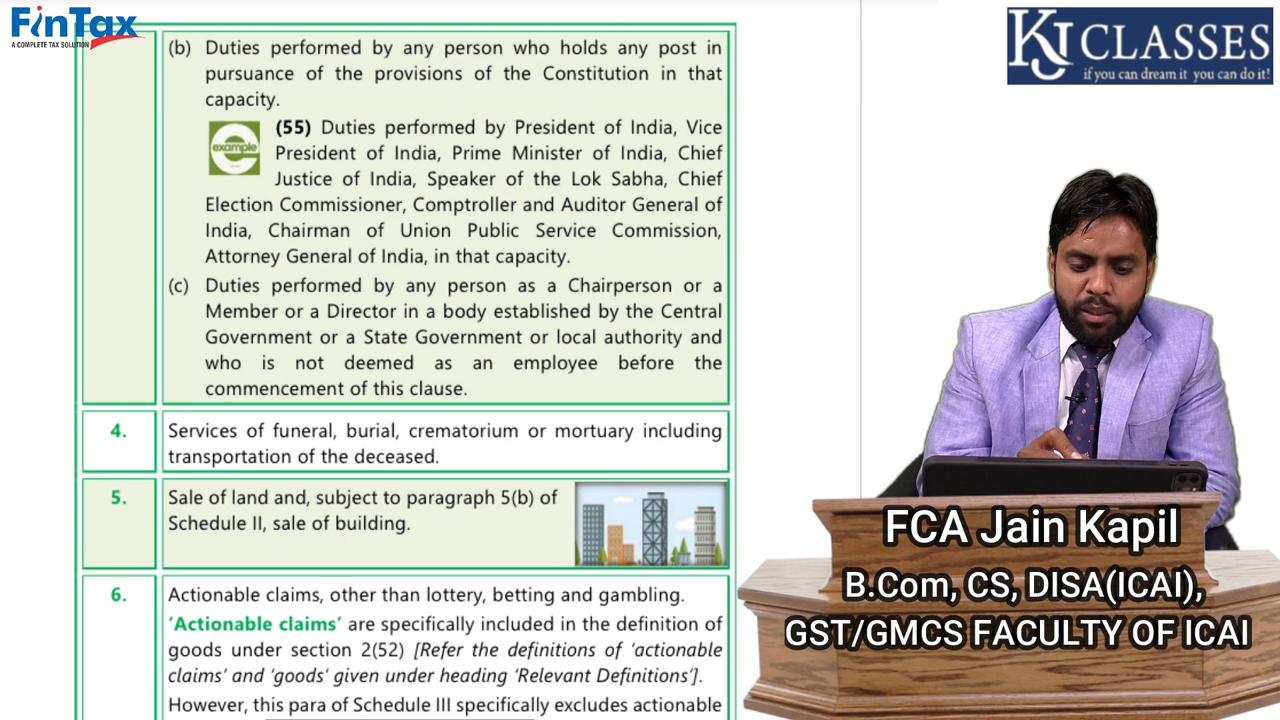 FinTax
A COMPLETE TAX SOLUTION
(b) Duties performed by any person who holds any post in
pursuance of the provisions of the Constitution in that
capacity.
example
(55) Duties performed by President of India, Vice
President of India, Prime Minister of India, Chief
Justice of India, Speaker of the Lok Sabha, Chief
Election Commissioner, Comptroller and Auditor General of
India, Chairman of Union Public Service Commission,
Attorney General of India, in that capacity.
(c) Duties performed by any person as a Chairperson or a
Member or a Director in a body established by the Central
Government or a State Government or local authority and
who is not deemed as an employee before the
commencement of this clause.
4. Services of funeral, burial, crematorium or mortuary including
transportation of the deceased.
5. Sale of land and, subject to paragraph 5(b) of
Schedule II, sale of building.
6. Actionable claims, other than lottery, betting and gambling.
'Actionable claims' are specifically included in the definition of
goods under section 2(52) [Refer the definitions of 'actionable
claims' and 'goods' given under heading 'Relevant Definitions'].
However, this para of Schedule III specifically excludes actionable
KJ CLASSES
if you can dream it you can do it!
FCA Jain Kapil
B.Com, CS, DISA(ICAI),
GST/GMCS FACULTY OF ICAI